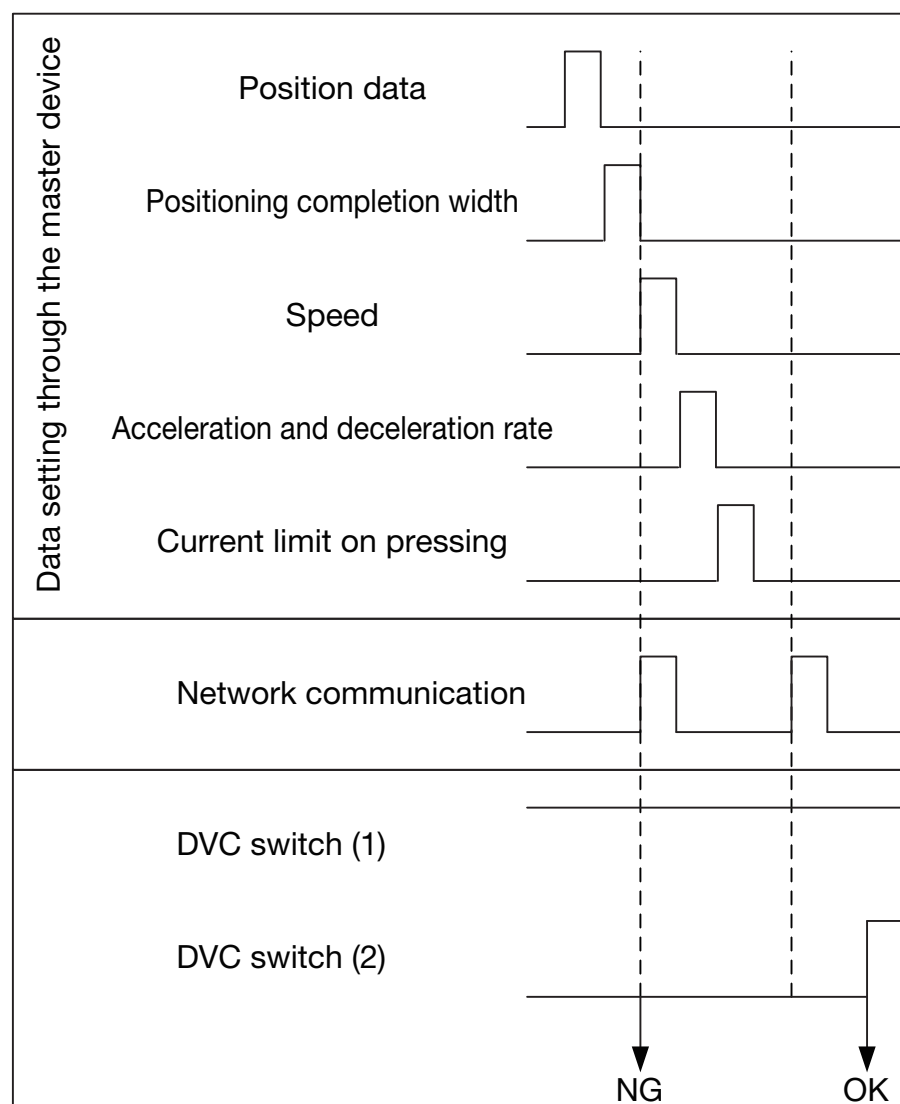 Data setting through the master device
Position data
Positioning completion width
Speed
Acceleration and deceleration rate
Current limit on pressing
Network communication
DVC switch (1)
DVC switch (2)
NG
OK